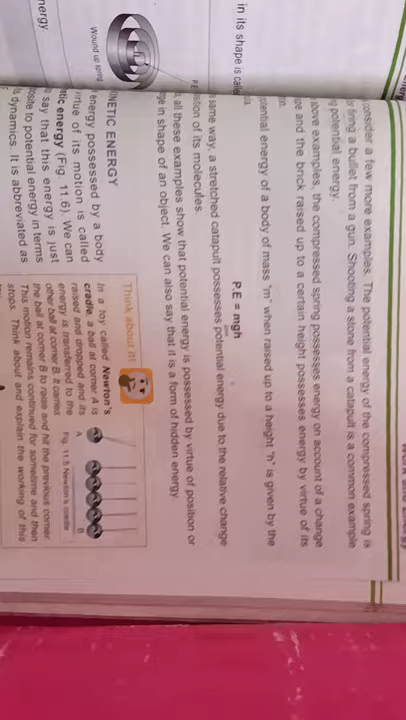 consider a few more examples. The potential energy of the compressed spring is
firing a bullet from a gun. Shooting a stone from a catapult is a common example
potential energy.
above examples, the compressed spring possesses energy on account of a change
and the brick raised up to a certain height possesses energy by virtue of its
potential energy of a body of mass "m" when raised up to a height "h" is given by the
P.E = mgh
same way, a stretched catapult possesses potential energy due to the relative change
of its molecules.
all these examples show that potential energy is possessed by virtue of position or
in shape of an object. We can also say that it is a form of hidden energy
in its shape is
Wound up spring
P.E
KINETIC ENERGY
energy possessed by a body
virtue of its motion is called
energy (Fig. 11.6). We can
say that this energy is just
to potential energy in terms
dynamics. It is abbreviated as
Think about it!
In a toy called Newton's
cradle, a ball at corner A is
raised and dropped and its
energy is transferred to the
other ball at corner B. It carries
the ball at corner B to raise and hit the previous corner
This motion remains continued for sometime and then
stops. Think about and explain the working of this
A
B
Fig. 11.5 Newton's cradle